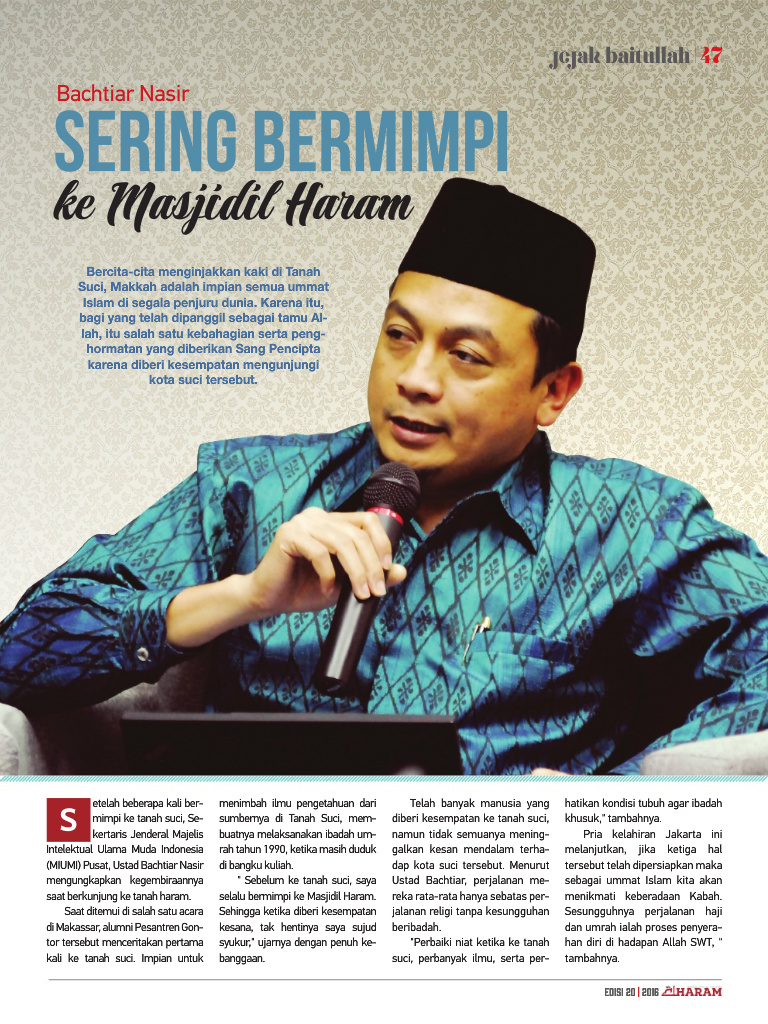 jejak baitullah 47
Bachtiar Nasir
SERING BERMIMPI
ke Masjidil Haram
Bercita-cita menginjakkan kaki di Tanah
Suci, Makkah adalah impian semua ummat
Islam di segala penjuru dunia. Karena itu,
bagi yang telah dipanggil sebagai tamu Al-
lah, itu salah satu kebahagian serta peng-
hormatan yang diberikan Sang Pencipta
karena diberi kesempatan mengunjungi
kota suci tersebut.
Setelah beberapa kali ber-
mimpi ke tanah suci, Se-
kertaris Jenderal Majelis
Intelektual Ulama Muda Indonesia
(MIUMI) Pusat, Ustad Bachtiar Nasir
mengungkapkan kegembiraannya
saat berkunjung ke tanah haram.
Saat ditemui di salah satu acara
di Makassar, alumni Pesantren Gon-
tor tersebut menceritakan pertama
kali ke tanah suci. Impian untuk
menimbah ilmu pengetahuan dari
sumbernya di Tanah Suci, mem-
buatnya melaksanakan ibadah um-
rah tahun 1990, ketika masih duduk
di bangku kuliah.
" Sebelum ke tanah suci, saya
selalu bermimpi ke Masjidil Haram.
Sehingga ketika diberi kesempatan
kesana, tak hentinya saya sujud
syukur," ujarnya dengan penuh ke-
banggaan.
Telah banyak manusia yang
diberi kesempatan ke tanah suci,
namun tidak semuanya mening-
galkan kesan mendalam terha-
dap kota suci tersebut. Menurut
Ustad Bachtiar, perjalanan me-
reka rata-rata hanya sebatas per-
jalanan religi tanpa kesungguhan
beribadah.
"Perbaiki niat ketika ke tanah
suci, perbanyak ilmu, serta per-
hatikan kondisi tubuh agar ibadah
khusuk," tambahnya.
Pria kelahiran Jakarta ini
melanjutkan, jika ketiga hal
tersebut telah dipersiapkan maka
sebagai ummat Islam kita akan
menikmati keberadaan Kabah.
Sesungguhnya perjalanan haji
dan umrah ialah proses penyera-
han diri di hadapan Allah SWT, "
tambahnya.
EDISI 20 | 2016 AlHARAM